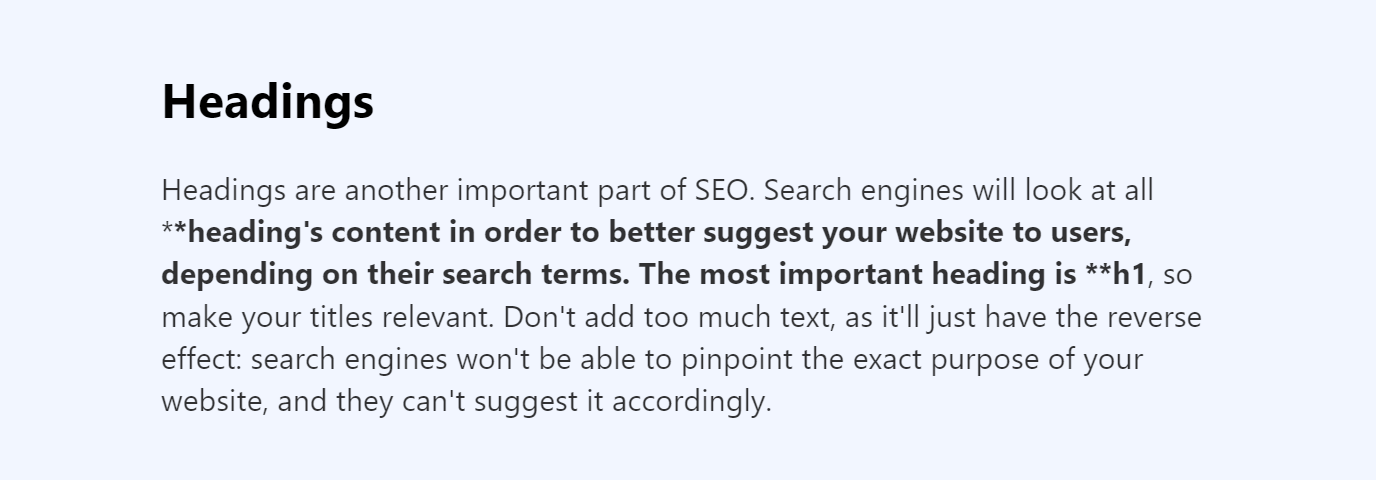 Headings
Headings are another important part of SEO. Search engines will look at all
**heading's content in order to better suggest your website to users,
depending on their search terms. The most important heading is **h1, so
make your titles relevant. Don't add too much text, as it'll just have the reverse
effect: search engines won't be able to pinpoint the exact purpose of your
website, and they can't suggest it accordingly.